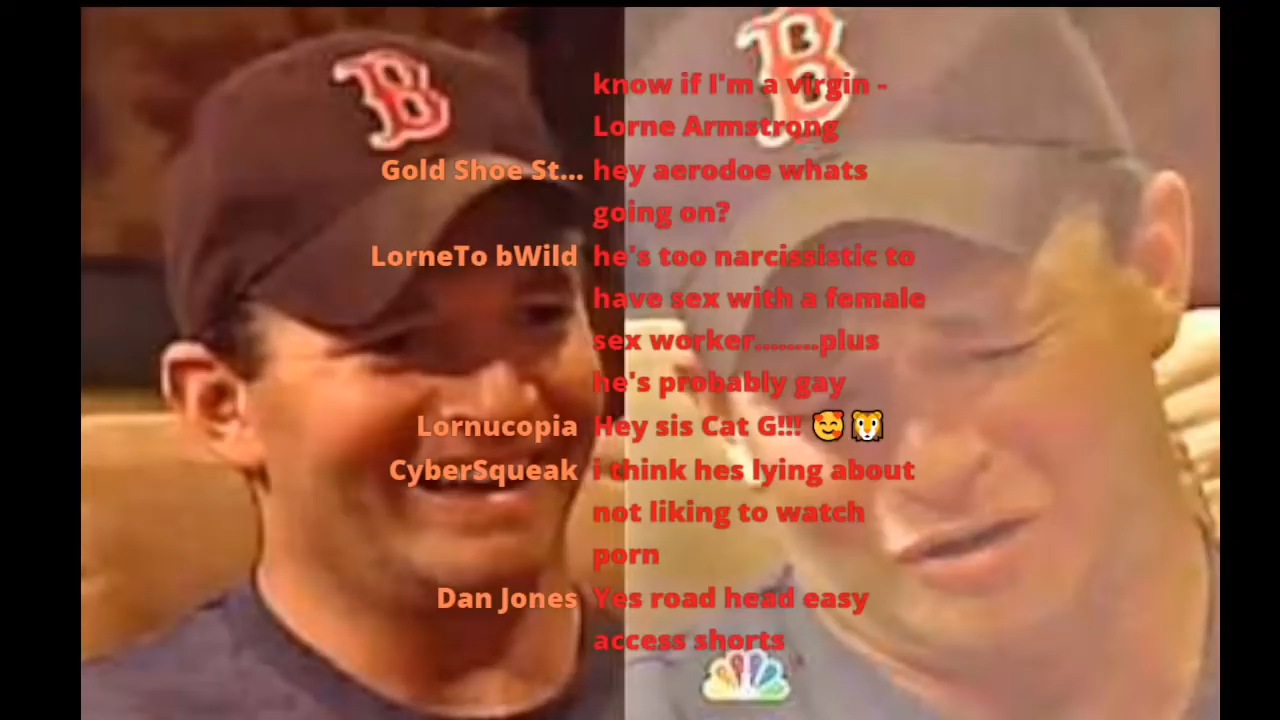 know if I'm a virgin -
Lorne Armstrong
Gold Shoe St... hey aerodoe whats
going on?
LorneTo bWild he's too narcissistic to
have sex with a female
sex worker........plus
he's probably gay
Lornucopia Hey sis Cat G!!! 🥰 🦁
CyberSqueak i think hes lying about
not liking to watch
porn
Dan Jones Yes road head easy
access shorts
B
B